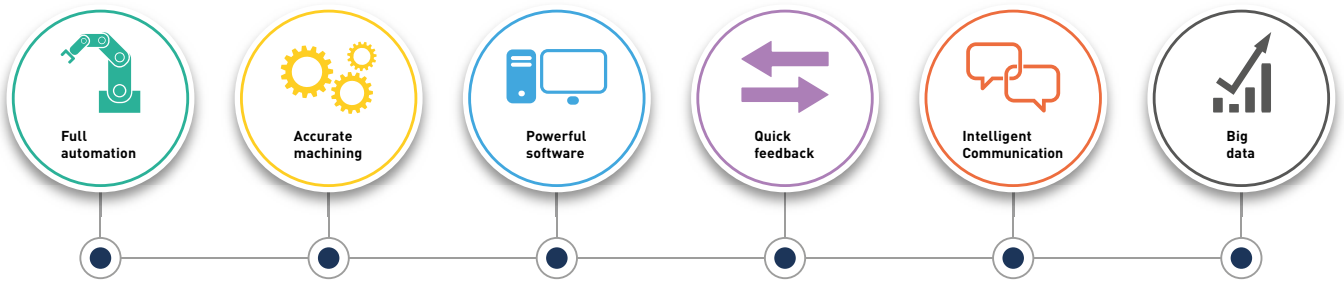 Full
automation
Accurate
machining
Powerful
software
Quick
feedback
Intelligent
Communication
Big
data